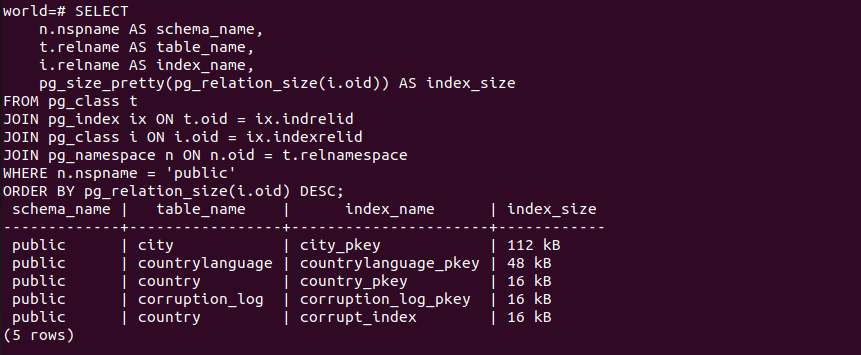 world=# SELECT
    n.nspname AS schema_name,
    t.relname AS table_name,
    i.relname AS index_name,
    pg_size_pretty(pg_relation_size(i.oid)) AS index_size
FROM pg_class t
JOIN pg_index ix ON t.oid = ix.indrelid
JOIN pg_class i ON i.oid = ix.indexrelid
JOIN pg_namespace n ON n.oid = t.relnamespace
WHERE n.nspname = 'public'
ORDER BY pg_relation_size(i.oid) DESC;
 schema_name |   table_name    |      index_name      | index_size
-------------+-----------------+----------------------+------------
 public      | city            | city_pkey            | 112 kB
 public      | countrylanguage | countrylanguage_pkey | 48 kB
 public      | country         | country_pkey         | 16 kB
 public      | corruption_log  | corruption_log_pkey  | 16 kB
 public      | country         | corrupt_index        | 16 kB
(5 rows)